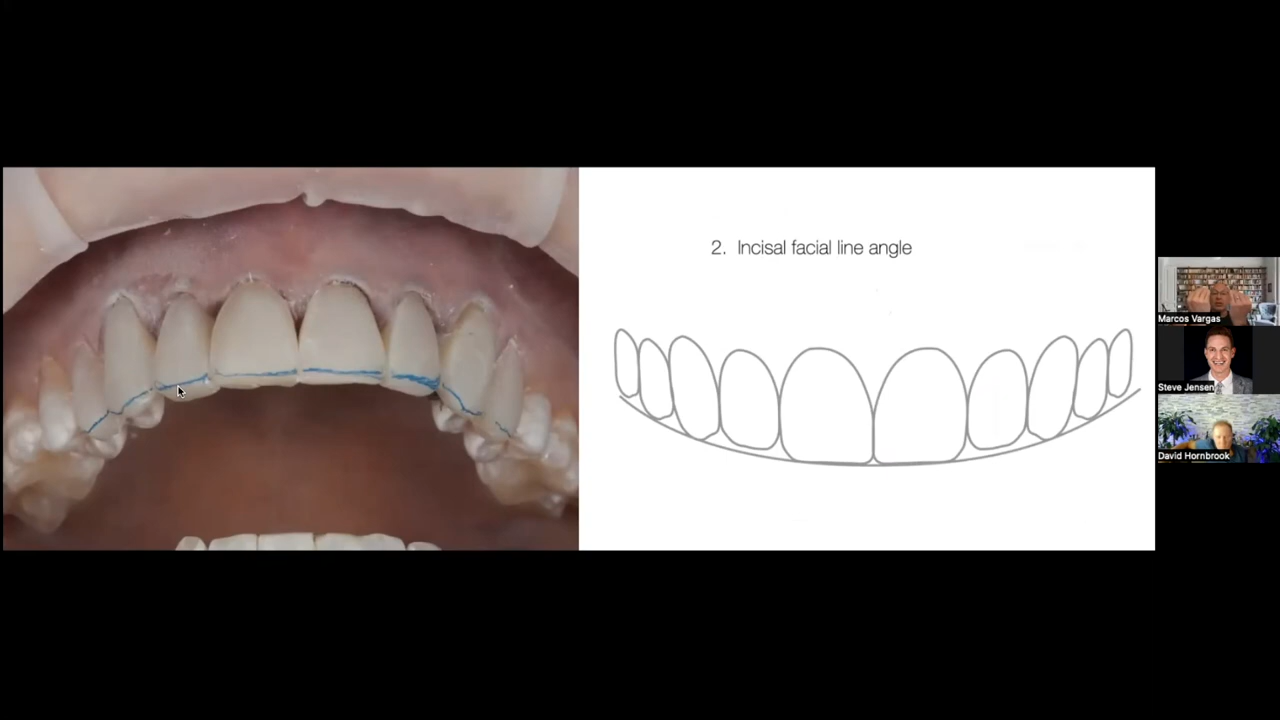 2. Incisal facial line angle
Marcos Vargas
Steve Jensen
David Hornbrook